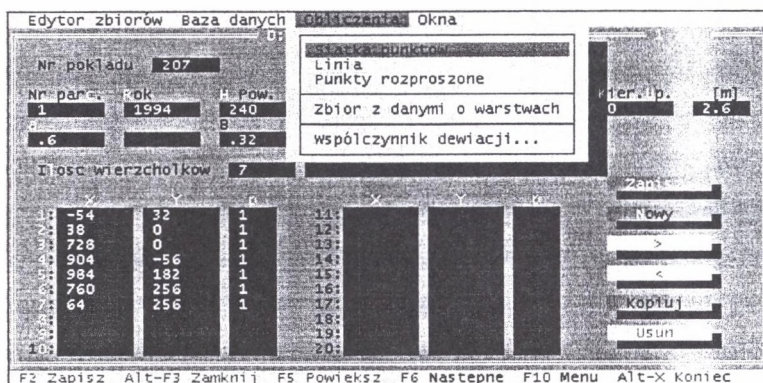 Edytor zbiorów Baza danych Obliczenia Okna
Siatka punktow
Linia
Punkty rozproszone
Zbior z danymi o warstwach
Współczynnik dewiacji...
Nr pokladu 207
Nr parc. Rok H Pow. [m]
1 1994 240 0 2.6
B
.6 .32
Ilosc wierzcholkow 7
X Y K X Y K
1: -54 32 1 11:
2: 38 0 1 12:
3: 728 0 1 13:
4: 904 -56 1 14:
5: 984 182 1 15:
6: 760 256 1 16:
7: 64 256 1 17:
8: 18:
9: 19:
10: 20:
Zapisz
Nowy
>
<
Kopiuj
Usun
F2 Zapisz Alt-F3 Zamknij F5 Powieksz F6 Nastepne F10 Menu Alt-X Koniec